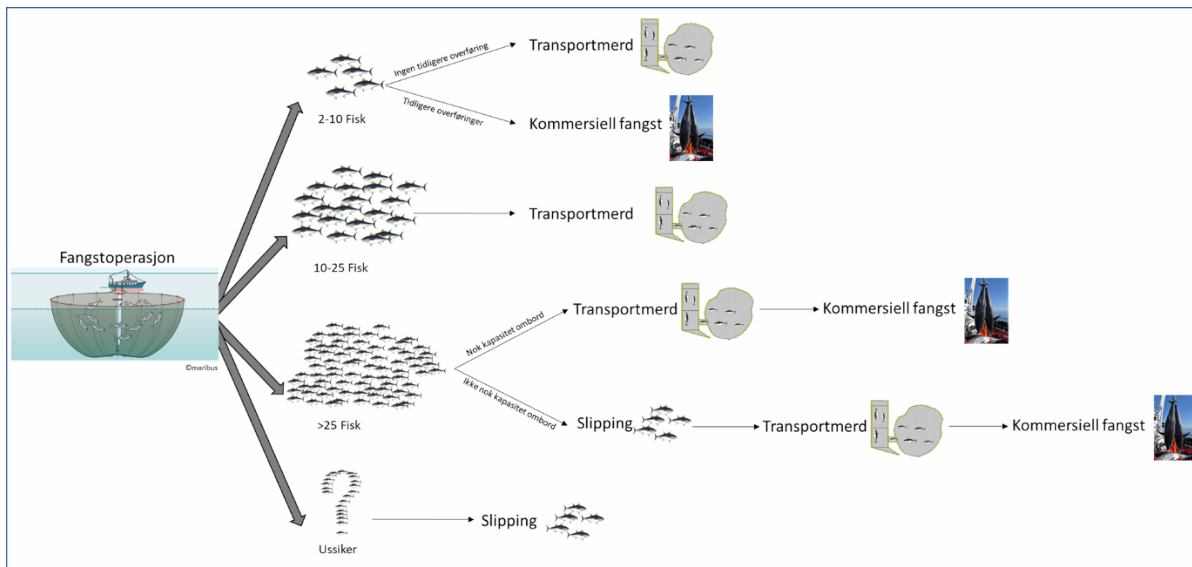 Fangstoperasjon
©maribus
2-10 Fisk
Ingen tidligere overføring
Transportmerd
Tidligere overføringer
Kommersiell fangst
10-25 Fisk
Transportmerd
>25 Fisk
Nok kapasitet ombord
Transportmerd
Kommersiell fangst
Ikke nok kapasitet ombord
Slipping
Transportmerd
Kommersiell fangst
Ussiker
Slipping